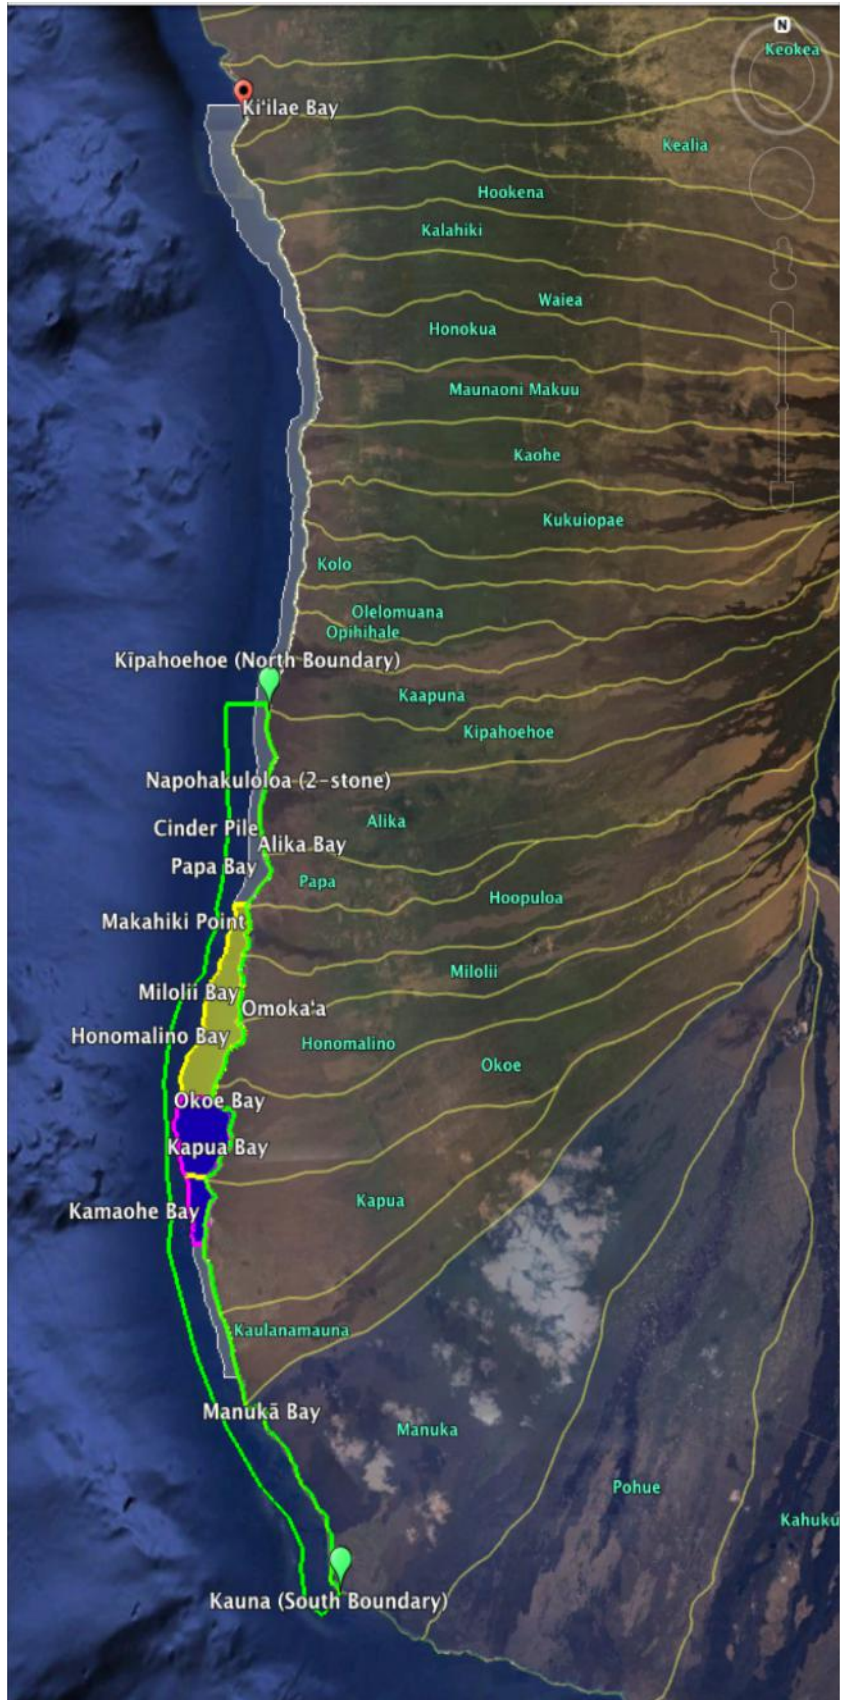 N
Keokea
Ki'ilae Bay
Kealia
Hookena
Kalahiki
Waiea
Honokua
Maunaoni Makuu
Kaohe
Kukuiopae
Kolo
Olelomuana
Opihihale
Kīpahoehoe (North Boundary)
Kaapuna
Kipahoehoe
Napohakuloloa (2-stone)
Alika
Cinder Pile
Alika Bay
Papa Bay
Papa
Hoopuloa
Makahiki Point
Milolii
Milolii Bay
Omoka'a
Honomalino Bay
Honomalino
Okoe
Okoe Bay
Kapua Bay
Kapua
Kamaohe Bay
Kaulanamauna
Manukā Bay
Manuka
Pohue
Kahuku
Kauna (South Boundary)